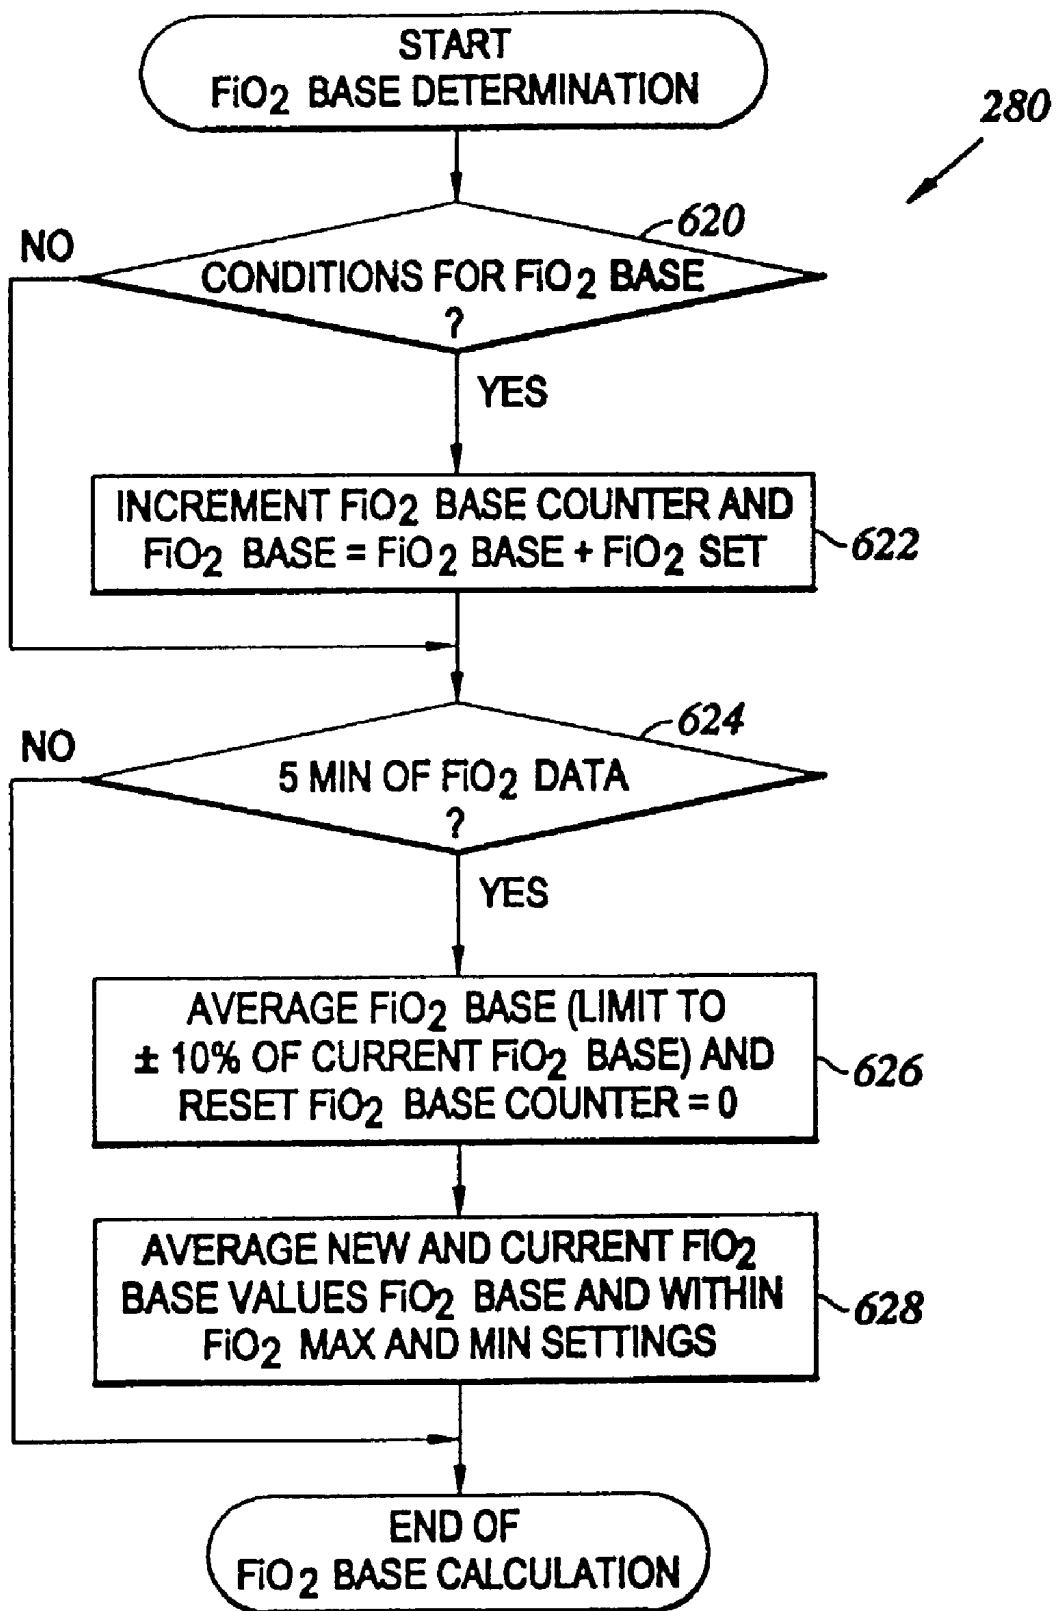 START
FiO2 BASE DETERMINATION
280
620
NO
CONDITIONS FOR FiO2 BASE
?
YES
INCREMENT FiO2 BASE COUNTER AND
FiO2 BASE = FiO2 BASE + FiO2 SET
622
624
NO
5 MIN OF FiO2 DATA
?
YES
AVERAGE FiO2 BASE (LIMIT TO
± 10% OF CURRENT FiO2 BASE) AND
RESET FiO2 BASE COUNTER = 0
626
AVERAGE NEW AND CURRENT FiO2
BASE VALUES FiO2 BASE AND WITHIN
FiO2 MAX AND MIN SETTINGS
628
END OF
FiO2 BASE CALCULATION